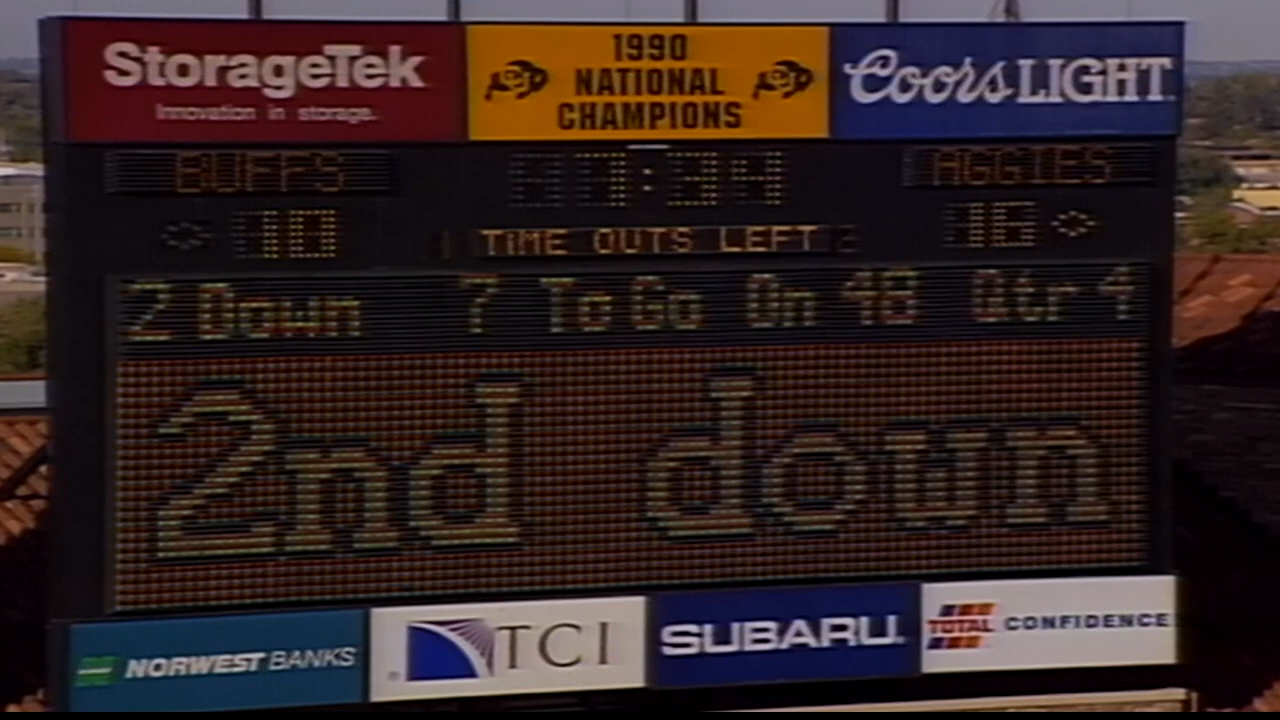 StorageTek
Innovation in storage.
1990
NATIONAL
CHAMPIONS
Coors LIGHT
BUFFS
AGGIES
10
16
TiME OUTS LEFT
2 Down 7 To Go On 48 Qtr 4
2nd down
NORWEST BANKS
TCI
SUBARU
TOTAL CONFIDENCE